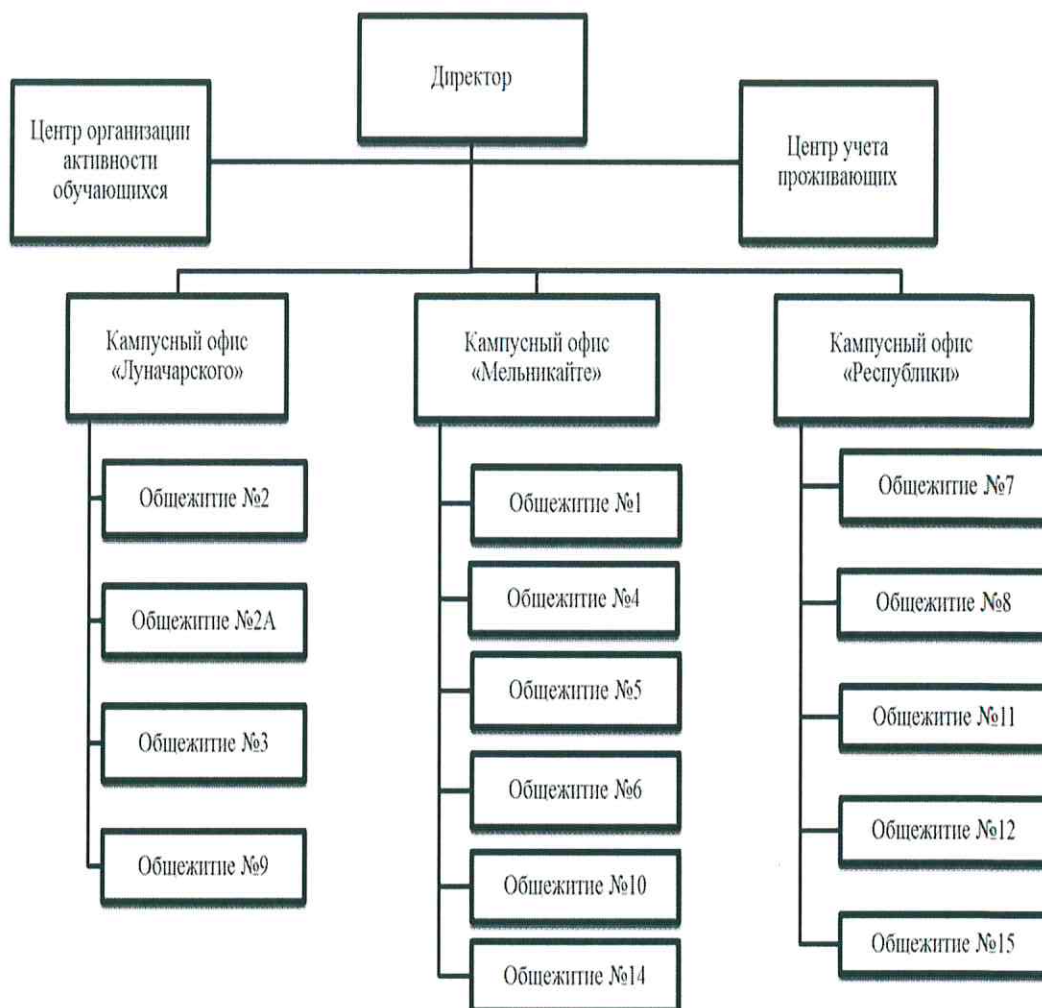 Директор
Центр организации
активности
обучающихся
Центр учета
проживающих
Кампусный офис
«Луначарского»
Кампусный офис
«Мельникайте»
Кампусный офис
«Республики»
Общежитие №2
Общежитие №2А
Общежитие №3
Общежитие №9
Общежитие №1
Общежитие №4
Общежитие №5
Общежитие №6
Обшежитие №10
Общежитие №14
Общежитие №7
Общежитие №8
Общежитие №11
Общежитие №12
Общежитие №15